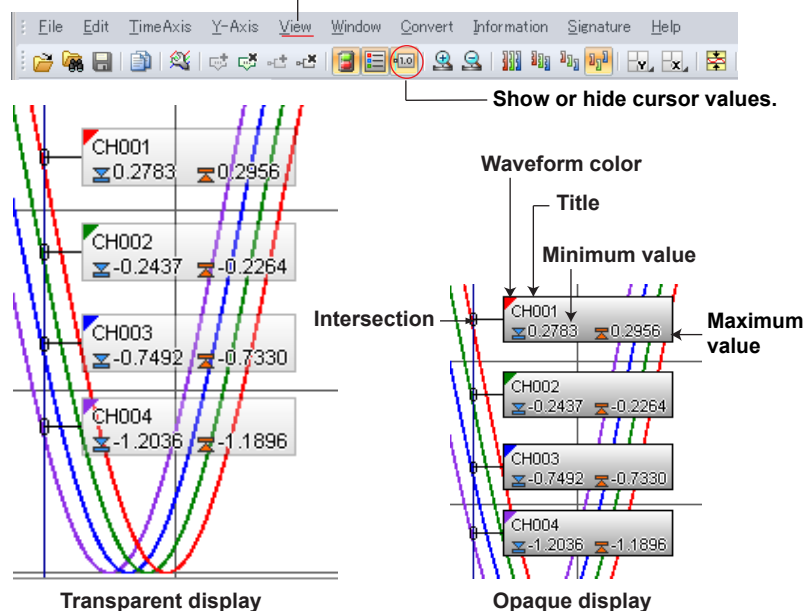 File Edit TimeAxis Y-Axis View Window Convert Information Signature Help
1.0
Y
X
Show or hide cursor values.
CH001
0.2783 0.2956
CH002
-0.2437 -0.2264
CH003
-0.7492 -0.7330
CH004
-1.2036 -1.1896
Transparent display
Waveform color
Title
Minimum value
Intersection
Maximum
value
CH001
0.2783 0.2956
CH002
-0.2437 -0.2264
CH003
-0.7492 -0.7330
CH004
-1.2036 -1.1896
Opaque display